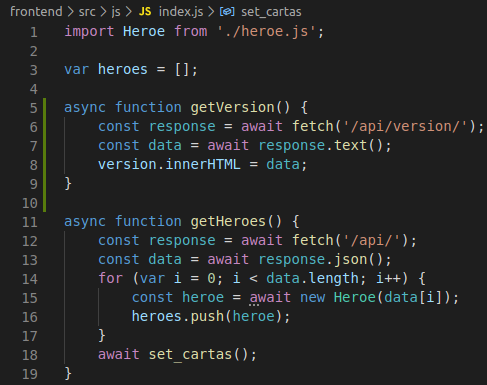 frontend > src > js > JS index.js > set_cartas
1 import Heroe from './heroe.js';
2
3 var heroes = [];
4
5 async function getVersion() {
6     const response = await fetch('/api/version/');
7     const data = await response.text();
8     version.innerHTML = data;
9 }
10
11 async function getHeroes() {
12     const response = await fetch('/api/');
13     const data = await response.json();
14     for (var i = 0; i < data.length; i++) {
15         const heroe = await new Heroe(data[i]);
16         heroes.push(heroe);
17     }
18     await set_cartas();
19 }